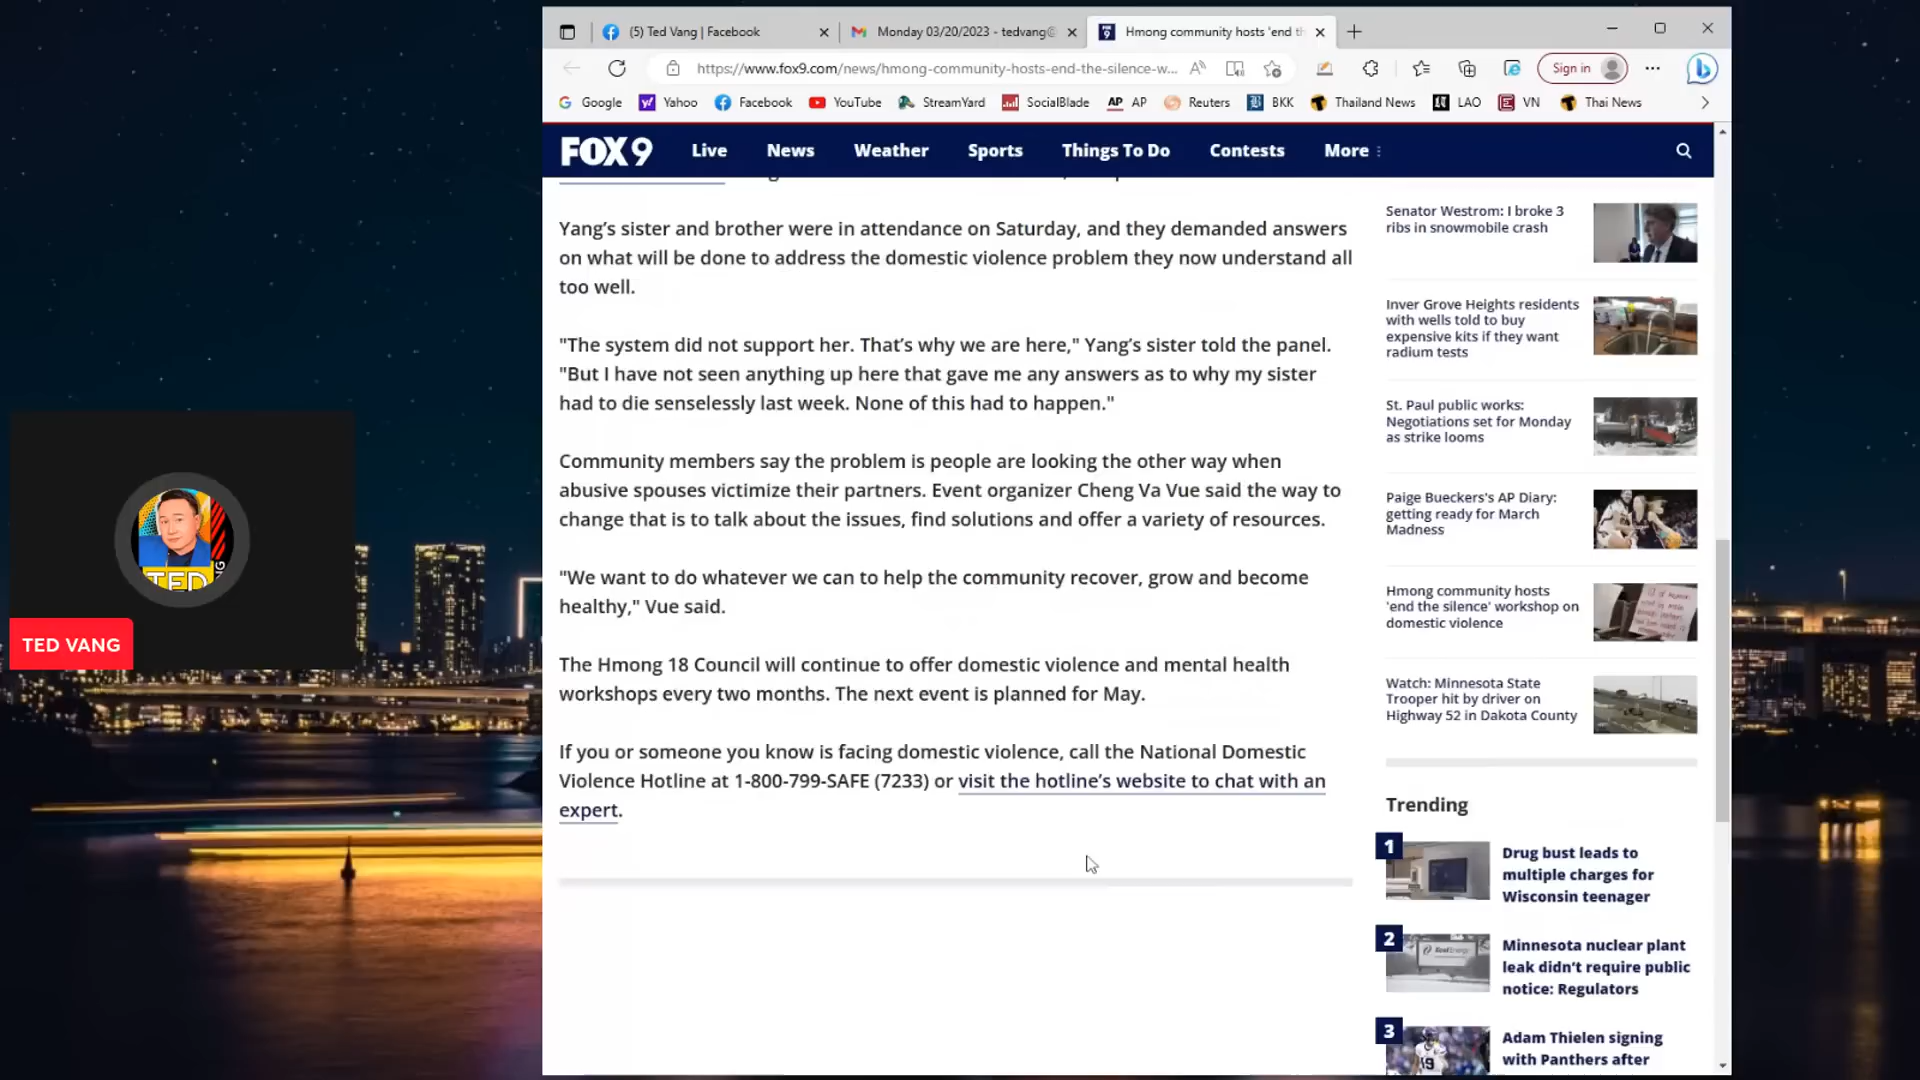 (5) Ted Vang | Facebook
Monday 03/20/2023 - tedvang@
Hmong community hosts 'end th
https://www.fox9.com/news/hmong-community-hosts-end-the-silence-w...
Sign in
Google
Yahoo
Facebook
YouTube
StreamYard
SocialBlade
AP AP
Reuters
BKK
Thailand News
LAO
VN
Thai News
FOX 9
Live
News
Weather
Sports
Things To Do
Contests
More
Yang's sister and brother were in attendance on Saturday, and they demanded answers
on what will be done to address the domestic violence problem they now understand all
too well.
"The system did not support her. That's why we are here," Yang's sister told the panel.
"But I have not seen anything up here that gave me any answers as to why my sister
had to die senselessly last week. None of this had to happen."
Community members say the problem is people are looking the other way when
abusive spouses victimize their partners. Event organizer Cheng Va Vue said the way to
change that is to talk about the issues, find solutions and offer a variety of resources.
"We want to do whatever we can to help the community recover, grow and become
healthy," Vue said.
The Hmong 18 Council will continue to offer domestic violence and mental health
workshops every two months. The next event is planned for May.
If you or someone you know is facing domestic violence, call the National Domestic
Violence Hotline at 1-800-799-SAFE (7233) or visit the hotline's website to chat with an
expert.
Senator Westrom: I broke 3
ribs in snowmobile crash
Inver Grove Heights residents
with wells told to buy
expensive kits if they want
radium tests
St. Paul public works:
Negotiations set for Monday
as strike looms
Paige Bueckers's AP Diary:
getting ready for March
Madness
Hmong community hosts
'end the silence' workshop on
domestic violence
Watch: Minnesota State
Trooper hit by driver on
Highway 52 in Dakota County
Trending
1
Drug bust leads to
multiple charges for
Wisconsin teenager
2
Minnesota nuclear plant
leak didn't require public
notice: Regulators
3
Adam Thielen signing
with Panthers after
TED
TED VANG